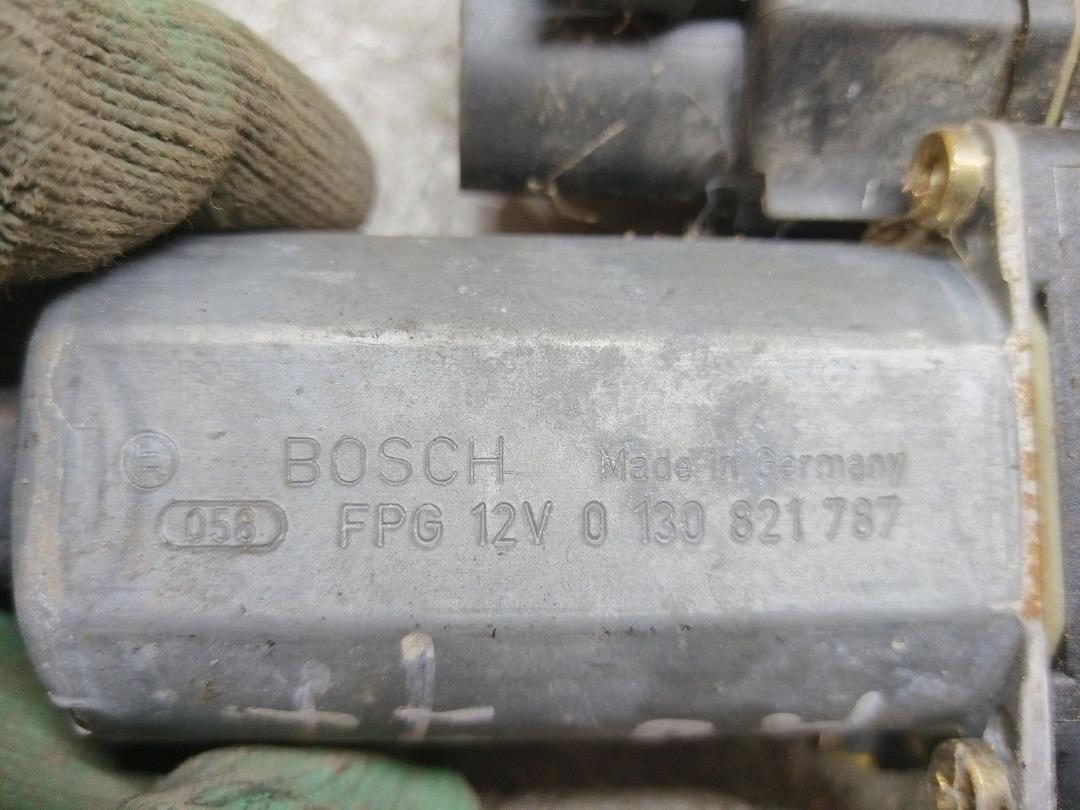 BOSCH Made in Germany
056 FPG 12V 0 130 821 787